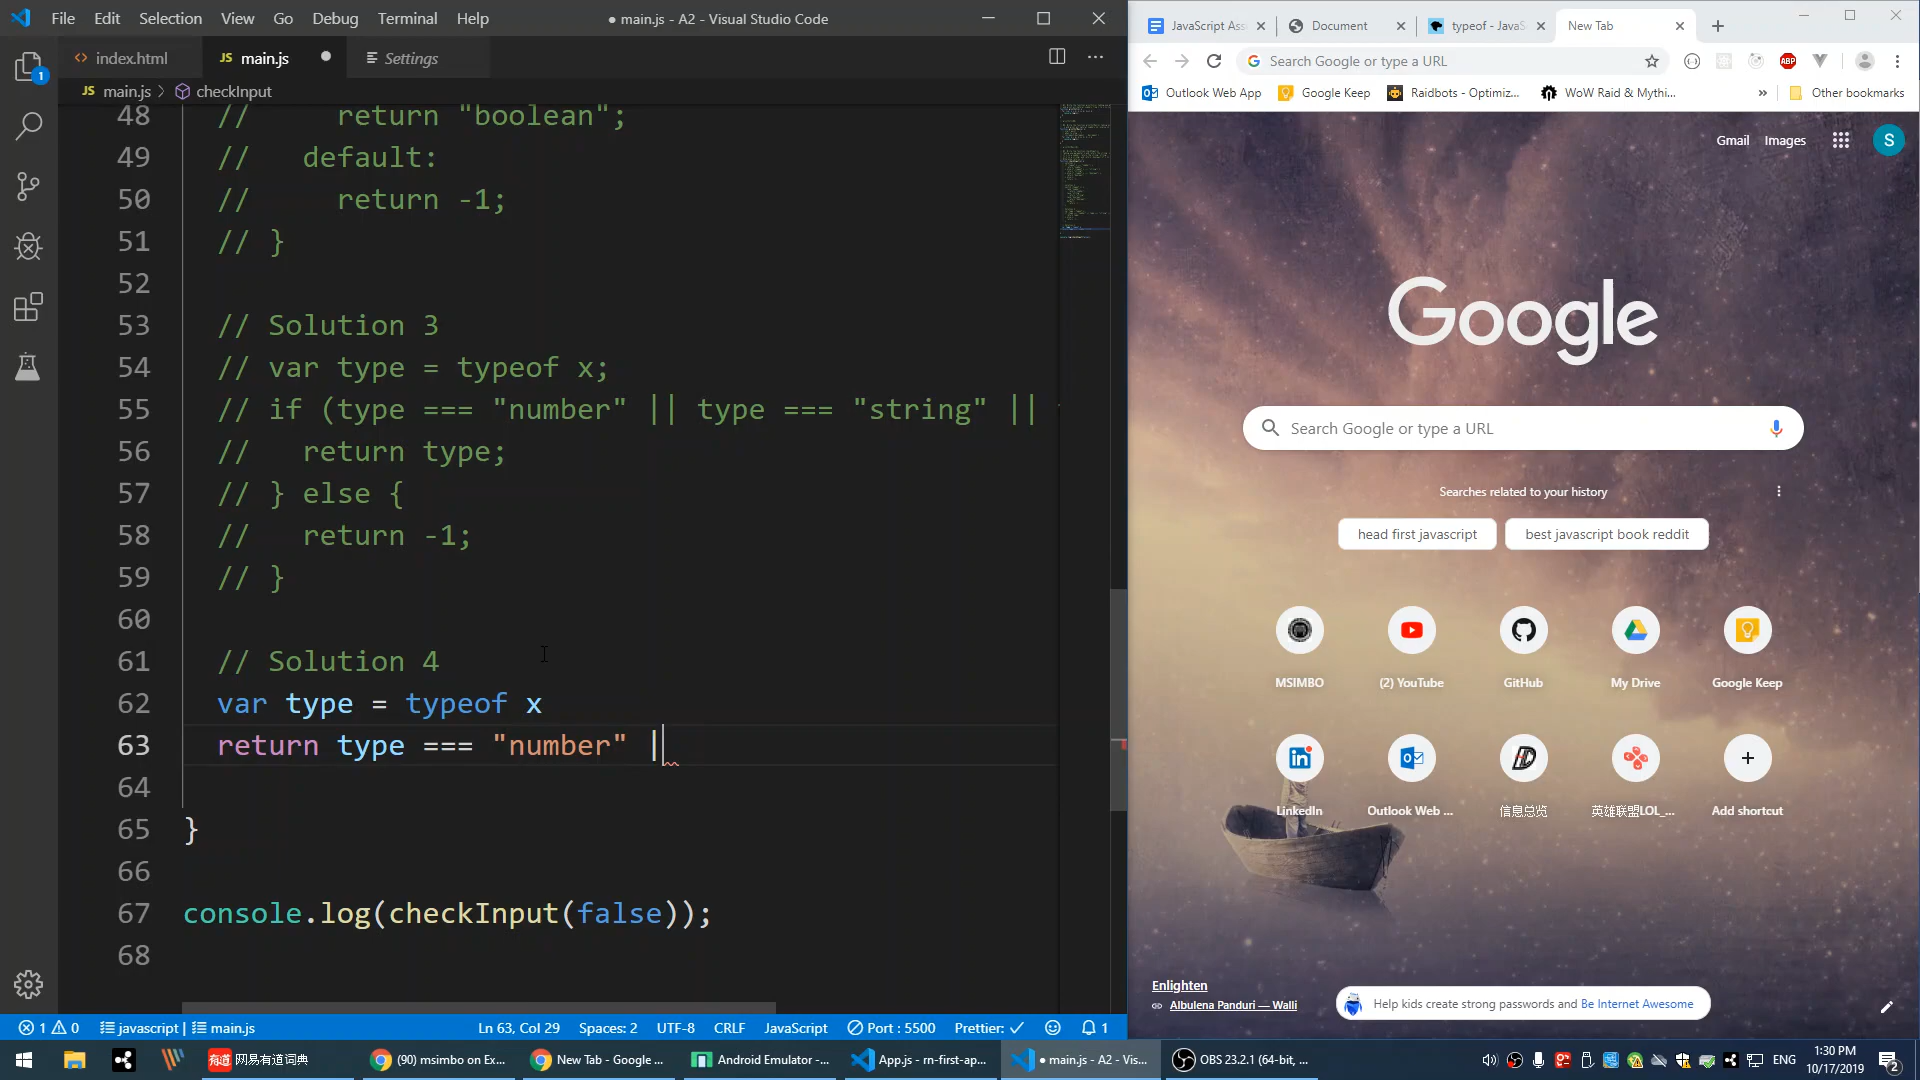 File Edit Selection View Go Debug Terminal Help
● main.js - A2 - Visual Studio Code
index.html
JS main.js
Settings
JS main.js > checkInput
48 // return "boolean";
49 // default:
50 // return -1;
51 // }
52
53 // Solution 3
54 // var type = typeof x;
55 // if (type === "number" || type === "string" ||
56 // return type;
57 // } else {
58 // return -1;
59 // }
60
61 // Solution 4
62 var type = typeof x
63 return type === "number" |
64
65 }
66
67 console.log(checkInput(false));
68
1
1 0 javascript | main.js
Ln 63, Col 29 Spaces: 2 UTF-8 CRLF JavaScript Port : 5500 Prettier: ✓ 1
JavaScript Ass
Document
typeof - JavaS
New Tab
Search Google or type a URL
ABP
Outlook Web App
Google Keep
Raidbots - Optimiz...
WoW Raid & Mythi...
»
Other bookmarks
Gmail Images
S
Google
Search Google or type a URL
Searches related to your history
head first javascript
best javascript book reddit
MSIMBO
(2) YouTube
GitHub
My Drive
Google Keep
LinkedIn
Outlook Web ...
信息总览
英雄联盟LOL_...
Add shortcut
Enlighten
Albulena Panduri — Walli
Help kids create strong passwords and Be Internet Awesome
有道 网易有道词典
(90) msimbo on Ex...
New Tab - Google ...
Android Emulator -...
App.js - rn-first-ap...
● main.js - A2 - Vis...
OBS 23.2.1 (64-bit, ...
ENG
1:30 PM
10/17/2019
2